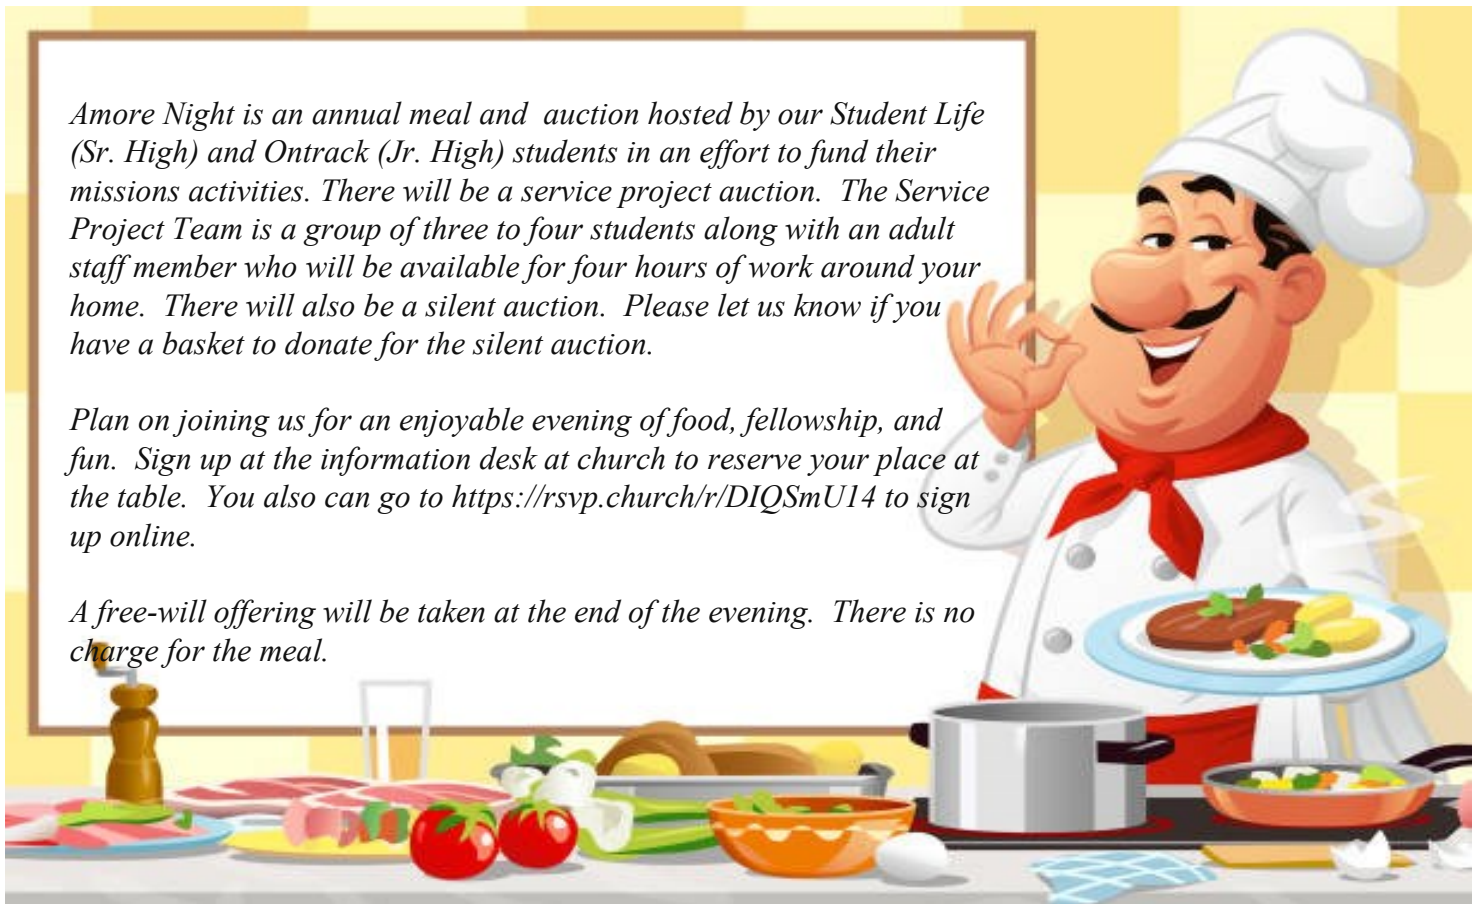 Amore Night is an annual meal and  auction hosted by our Student Life
(Sr. High) and Ontrack (Jr. High) students in an effort to fund their
missions activities. There will be a service project auction.  The Service
Project Team is a group of three to four students along with an adult
staff member who will be available for four hours of work around your
home.  There will also be a silent auction.  Please let us know if you
have a basket to donate for the silent auction.

Plan on joining us for an enjoyable evening of food, fellowship, and
fun.  Sign up at the information desk at church to reserve your place at
the table.  You also can go to https://rsvp.church/r/DIQSmU14 to sign
up online.

A free-will offering will be taken at the end of the evening.  There is no
charge for the meal.